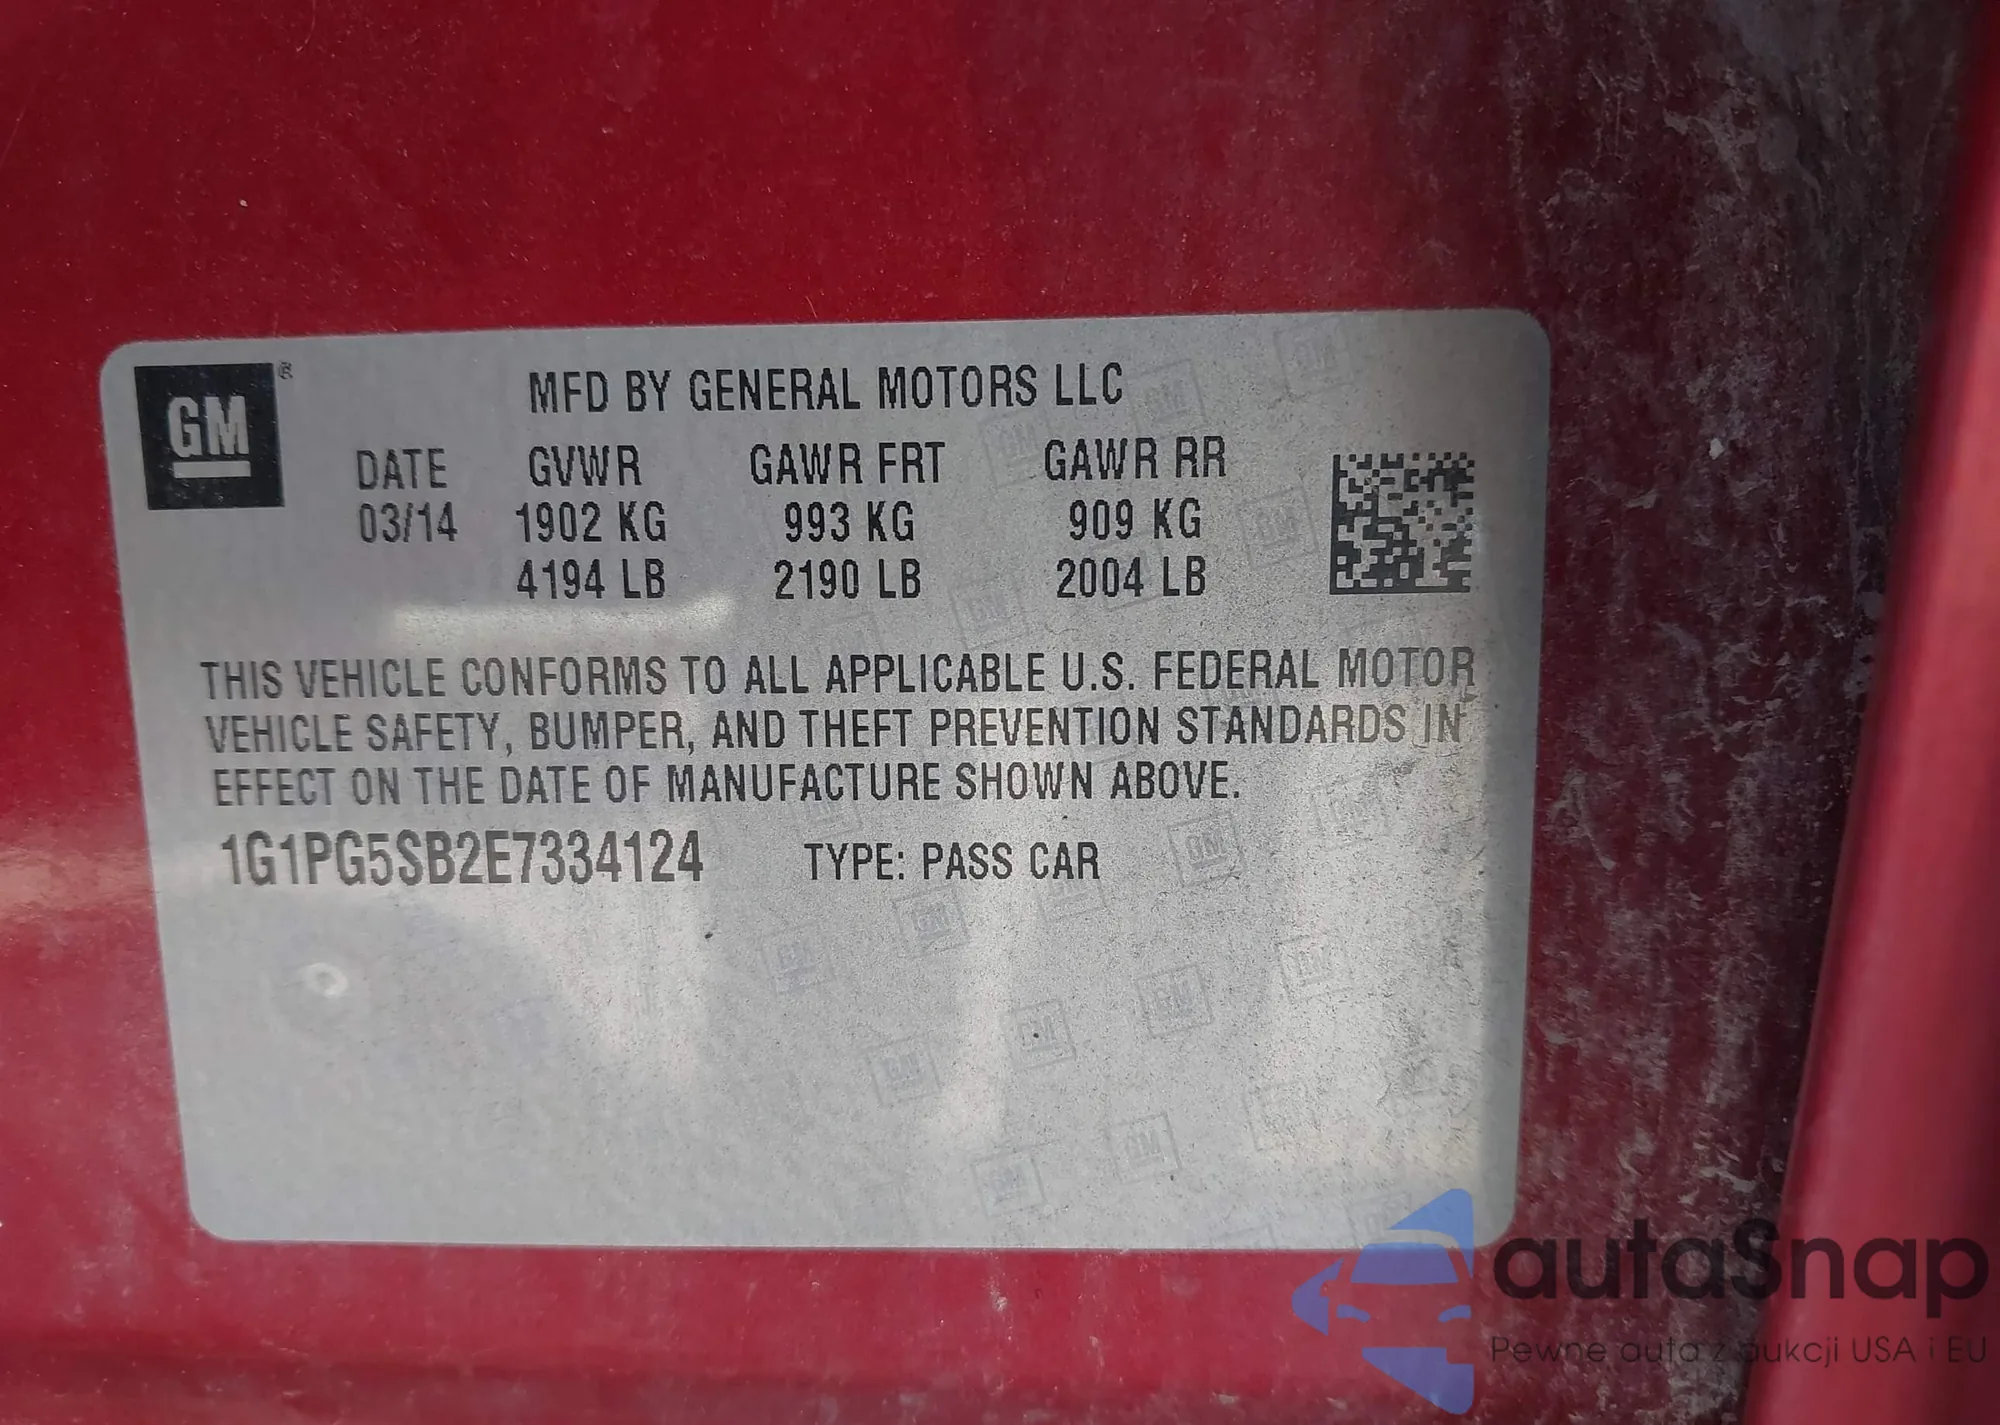 GM ®
MFD BY GENERAL MOTORS LLC
DATE GVWR GAWR FRT GAWR RR
03/14 1902 KG 993 KG 909 KG
4194 LB 2190 LB 2004 LB
THIS VEHICLE CONFORMS TO ALL APPLICABLE U.S. FEDERAL MOTOR
VEHICLE SAFETY, BUMPER, AND THEFT PREVENTION STANDARDS IN
EFFECT ON THE DATE OF MANUFACTURE SHOWN ABOVE.
1G1PG5SB2E7334124 TYPE: PASS CAR
autaSnap
Pewne auta z aukcji USA i EU